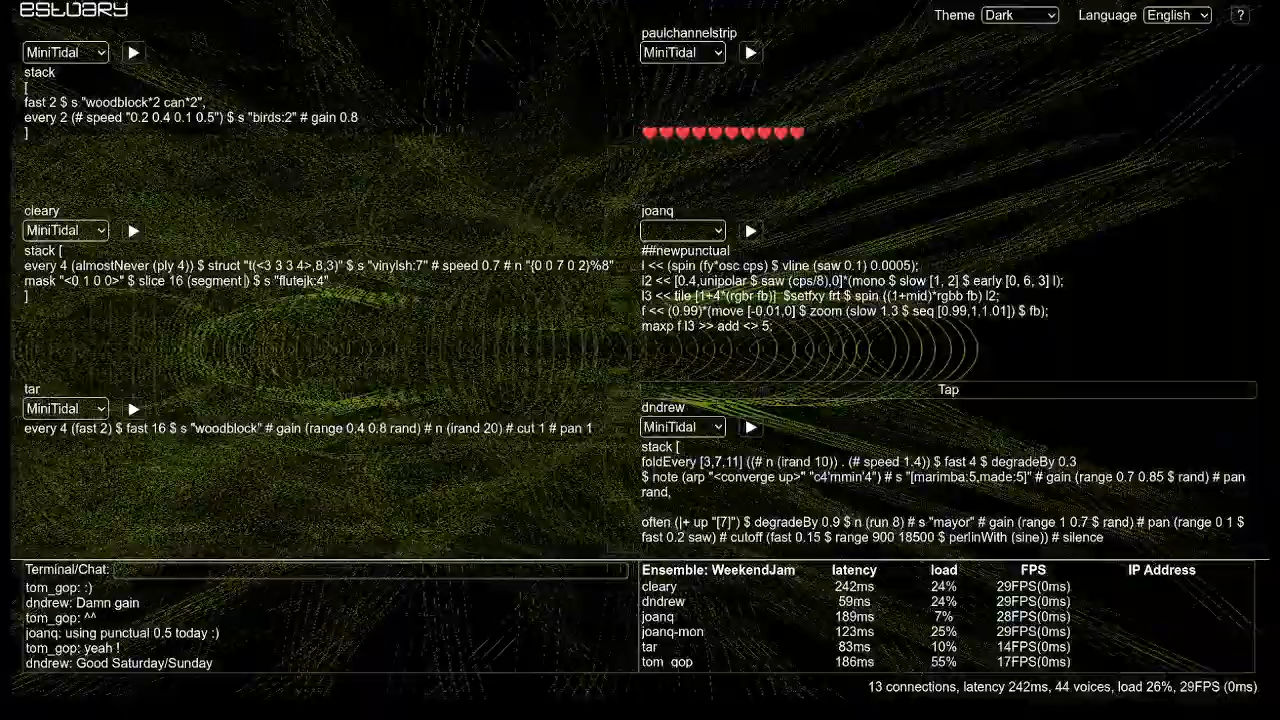 estuary
Theme Dark Language English ?
MiniTidal
stack
[
fast 2 $ s "woodblock*2 can*2",
every 2 (# speed "0.2 0.4 0.1 0.5") $ s "birds:2" # gain 0.8
]
paulchannelstrip
MiniTidal
❤️❤️❤️❤️❤️❤️❤️❤️❤️❤️
cleary
MiniTidal
stack [
every 4 (almostNever (ply 4)) $ struct "t(<3 3 3 4>,8,3)" $ s "vinylsh:7" # speed 0.7 # n "{0 0 7 0 2}%8"
mask "<0 1 0 0>" $ slice 16 (segment ) $ s "flutejk:4"
]
joanq
##newpunctual
l << (spin (fy*osc cps) $ vline (saw 0.1) 0.0005);
l2 << [0.4,unipolar $ saw (cps/8),0]*(mono $ slow [1, 2] $ early [0, 6, 3] l);
l3 << tile [1+4*(rgbr fb)] $setfxy frt $ spin ((1+mid)*rgbb fb) l2;
f << (0.99)*(move [-0.01,0] $ zoom (slow 1.3 $ seq [0.99,1,1.01]) $ fb);
maxp f l3 >> add <> 5;
tar
MiniTidal
every 4 (fast 2) $ fast 16 $ s "woodblock" # gain (range 0.4 0.8 rand) # n (irand 20) # cut 1 # pan 1
Tap
dndrew
MiniTidal
stack [
foldEvery [3,7,11] ((# n (irand 10)) . (# speed 1.4)) $ fast 4 $ degradeBy 0.3
$ note (arp "<converge up>" "c4'mmin'4") # s "[marimba:5,made:5]" # gain (range 0.7 0.85 $ rand) # pan
rand,
often (|+ up "[7]") $ degradeBy 0.9 $ n (run 8) # s "mayor" # gain (range 1 0.7 $ rand) # pan (range 0 1 $
fast 0.2 saw) # cutoff (fast 0.15 $ range 900 18500 $ perlinWith (sine)) # silence
Terminal/Chat:
tom_gop: :)
dndrew: Damn gain
tom_gop: ^^
joanq: using punctual 0.5 today :)
tom_gop: yeah !
dndrew: Good Saturday/Sunday
Ensemble: WeekendJam latency load FPS IP Address
cleary 242ms 24% 29FPS(0ms)
dndrew 59ms 24% 29FPS(0ms)
joanq 189ms 7% 28FPS(0ms)
joanq-mon 123ms 25% 29FPS(0ms)
tar 83ms 10% 14FPS(0ms)
tom_gop 186ms 55% 17FPS(0ms)
13 connections, latency 242ms, 44 voices, load 26%, 29FPS (0ms)